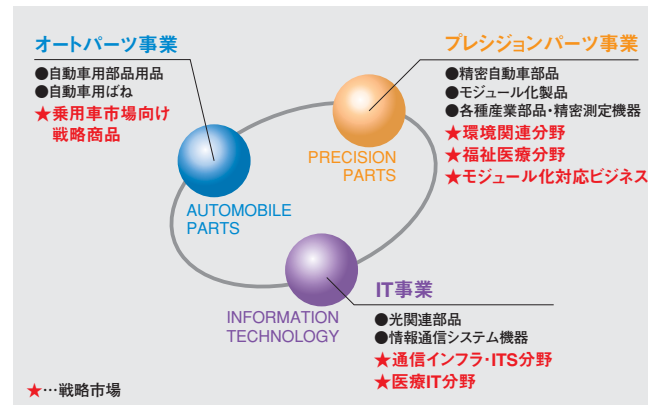 オートパーツ事業
●自動車用部品用品
●自動車用ばね
★乗用車市場向け
戦略商品
プレシジョンパーツ事業
●精密自動車部品
●モジュール化製品
●各種産業部品・精密測定機器
★環境関連分野
★福祉医療分野
★モジュール化対応ビジネス
PRECISION
PARTS
AUTOMOBILE
PARTS
INFORMATION
TECHNOLOGY
IT事業
●光関連部品
●情報通信システム機器
★通信インフラ・ITS分野
★医療IT分野
★…戦略市場